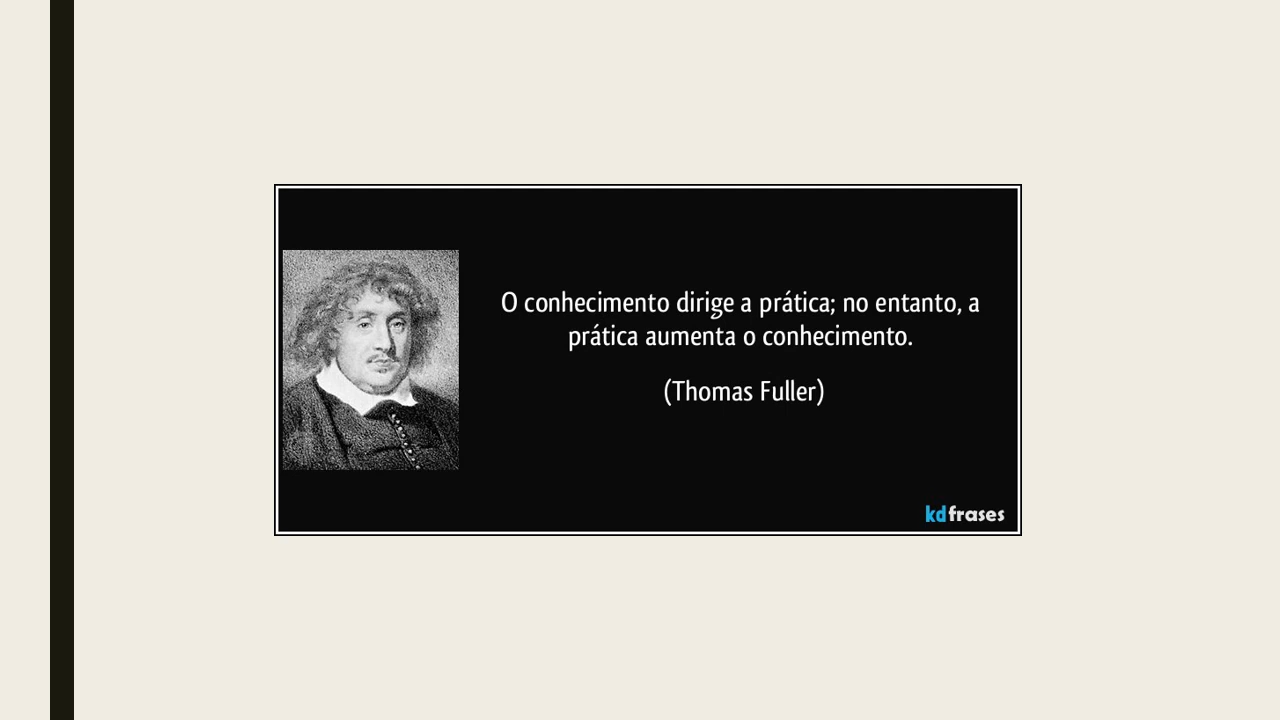 O conhecimento dirige a prática; no entanto, a
prática aumenta o conhecimento.
(Thomas Fuller)
kdfrases